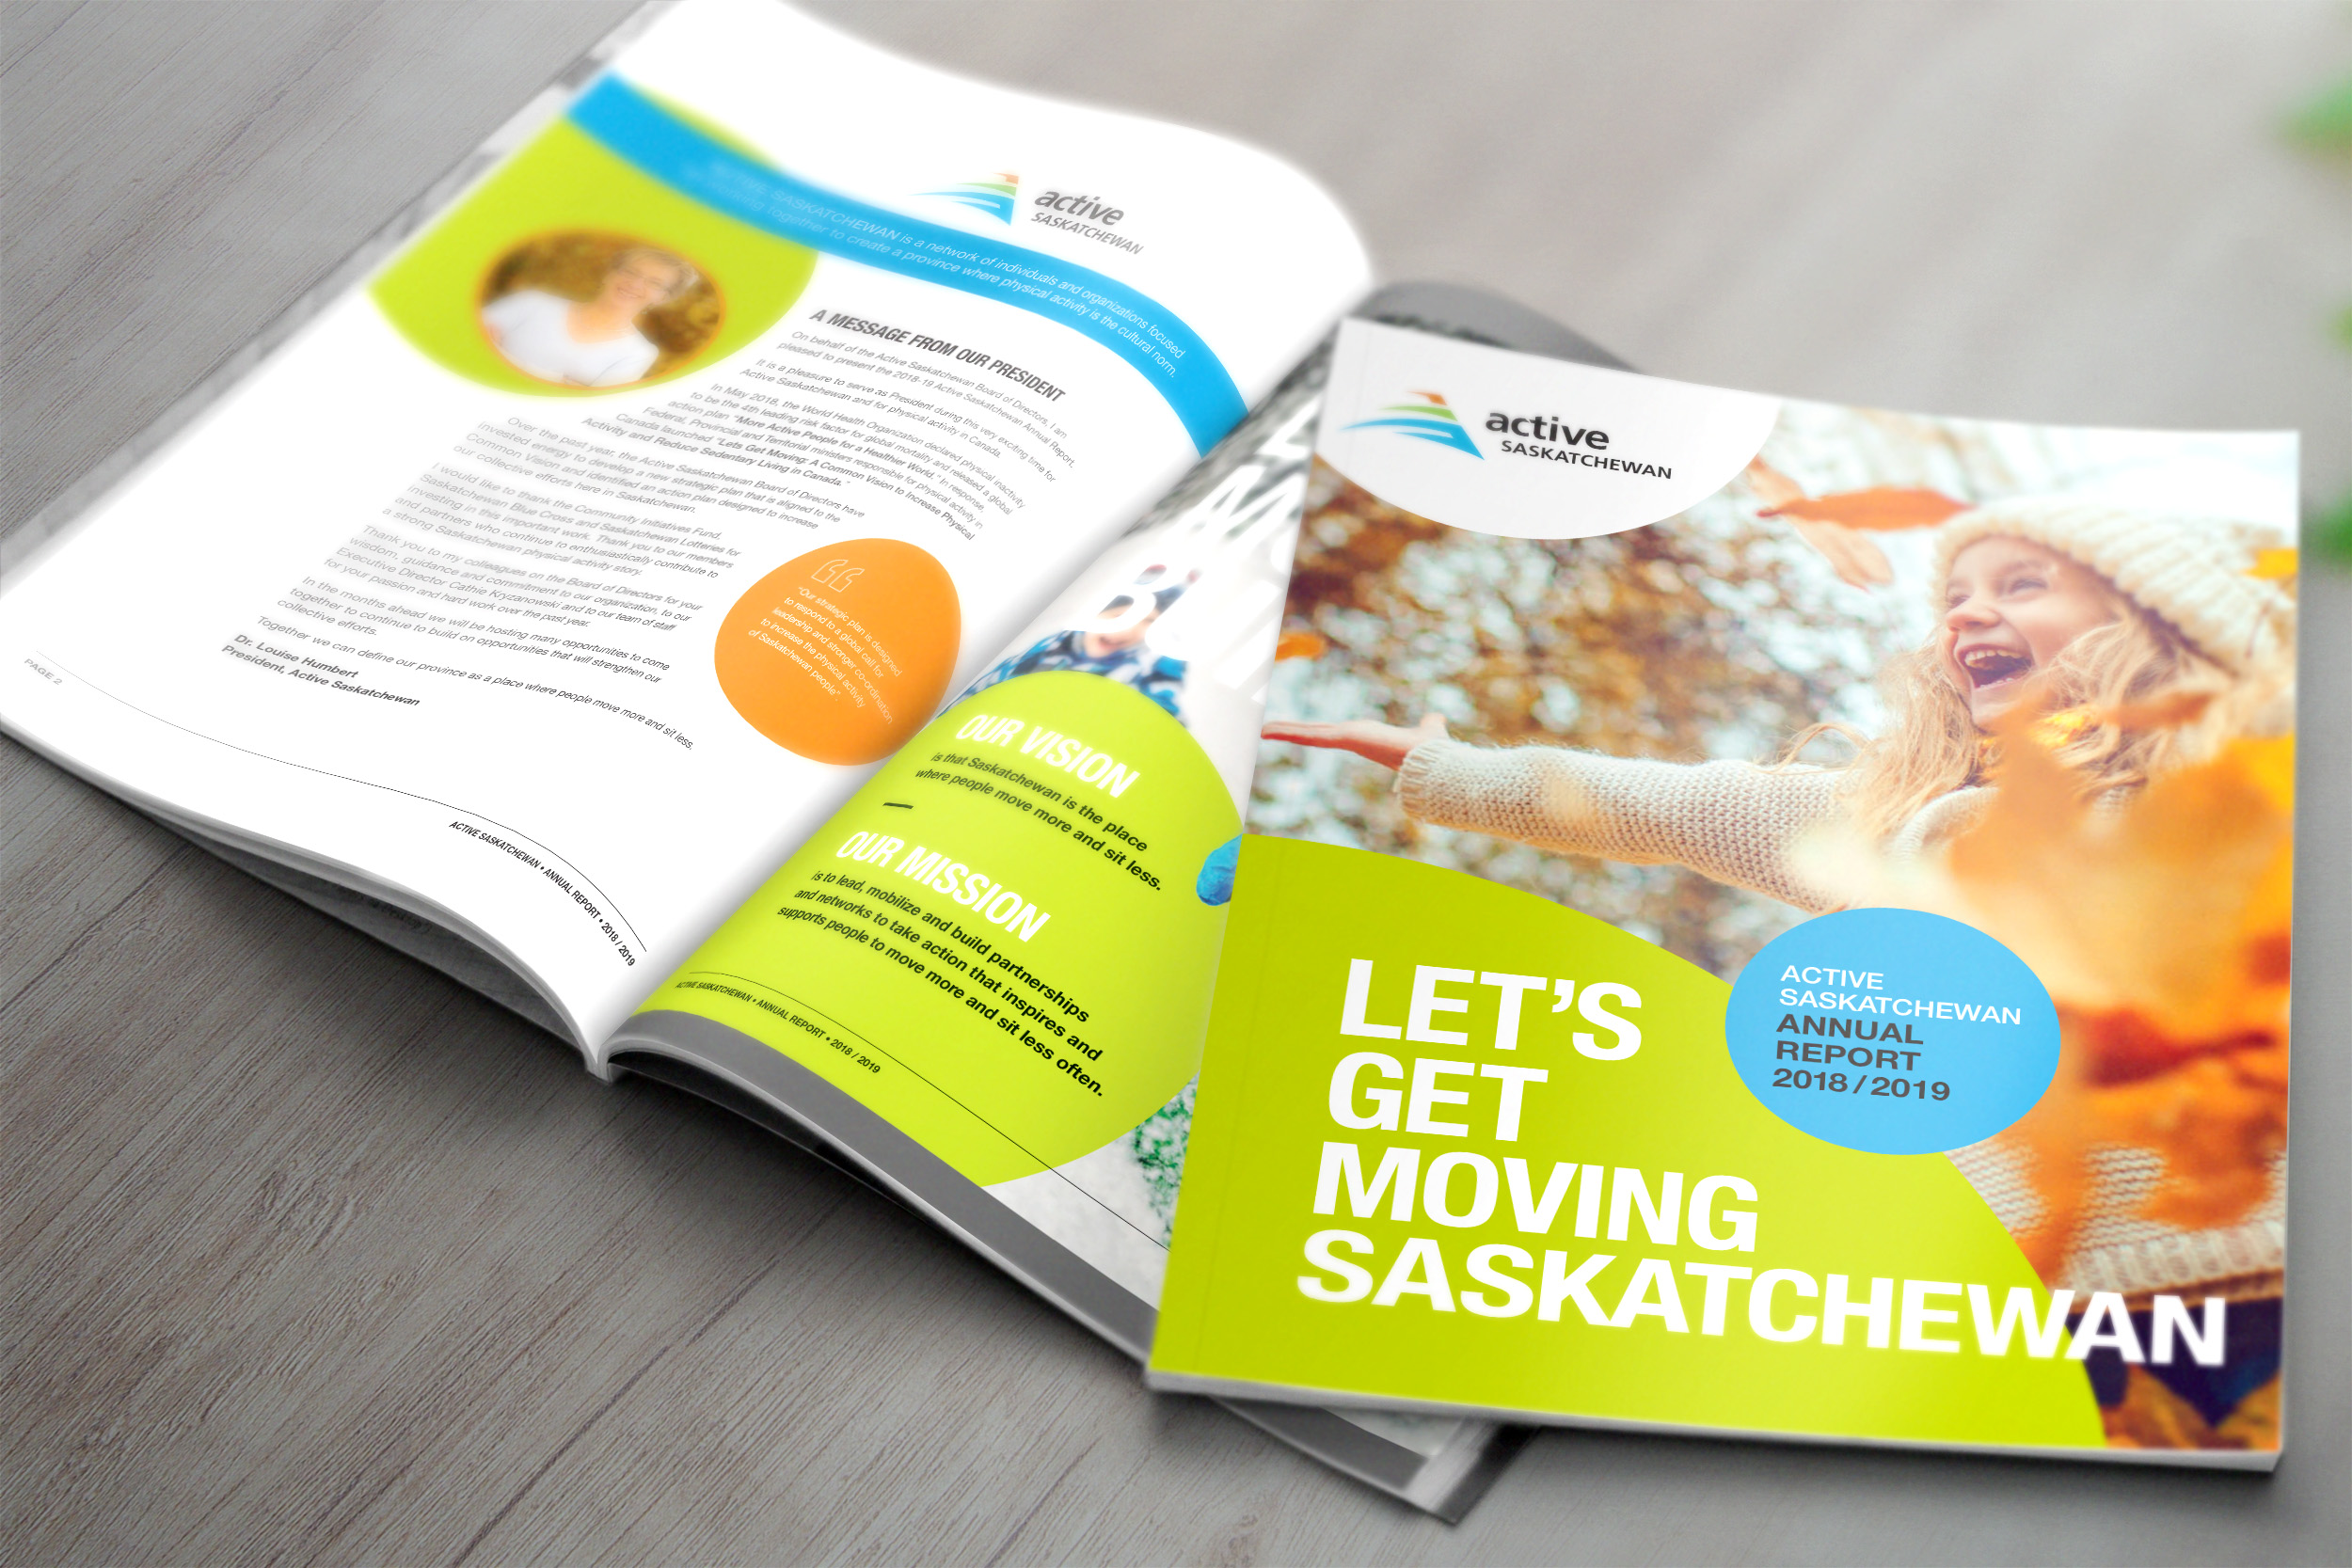 active
SASKATCHEWAN
ACTIVE SASKATCHEWAN is a network of individuals and organizations focused
together to create a province where physical activity is the cultural norm.
A MESSAGE FROM OUR PRESIDENT
On behalf of the Active Saskatchewan Board of Directors, I am
pleased to present the 2018-19 Active Saskatchewan Annual Report.
It is a pleasure to serve as President during this very exciting time for
Active Saskatchewan and for physical activity in Canada.
In May 2018, the World Health Organization declared physical inactivity
to be the 4th leading risk factor for global mortality and released a global
action plan "More Active People for a Healthier World." In response,
Federal, Provincial and Territorial ministers responsible for physical activity in
Canada launched "Lets Get Moving: A Common Vision to Increase Physical
Activity and Reduce Sedentary Living in Canada."
Over the past year, the Active Saskatchewan Board of Directors have
invested energy to develop a new strategic plan that is aligned to the
Common Vision and identified an action plan designed to increase
our collective efforts here in Saskatchewan.
I would like to thank the Community Initiatives Fund,
Saskatchewan Blue Cross and Saskatchewan Lotteries for
investing in this important work. Thank you to our members
and partners who continue to enthusiastically contribute to
a strong Saskatchewan physical activity story.
Thank you to my colleagues on the Board of Directors for your
wisdom, guidance and commitment to our organization, to our
Executive Director Cathie Kryzanowski and to our team of staff
for your passion and hard work over the past year.
In the months ahead we will be hosting many opportunities to come
together to continue to build on opportunities that will strengthen our
collective efforts.
Together we can define our province as a place where people move more and sit less.
Dr. Louise Humbert
President, Active Saskatchewan
PAGE 2
ACTIVE SASKATCHEWAN • ANNUAL REPORT • 2018 / 2019
"Our strategic plan is designed
to respond to a global call for
leadership and stronger co-ordination
to increase the physical activity
of Saskatchewan people."
OUR VISION
is that Saskatchewan is the place
where people move more and sit less.
OUR MISSION
is to lead, mobilize and build partnerships
and networks to take action that inspires and
supports people to move more and sit less often.
ACTIVE SASKATCHEWAN • ANNUAL REPORT • 2018 / 2019
active
SASKATCHEWAN
ACTIVE
SASKATCHEWAN
ANNUAL
REPORT
2018 / 2019
LET'S
GET
MOVING
SASKATCHEWAN